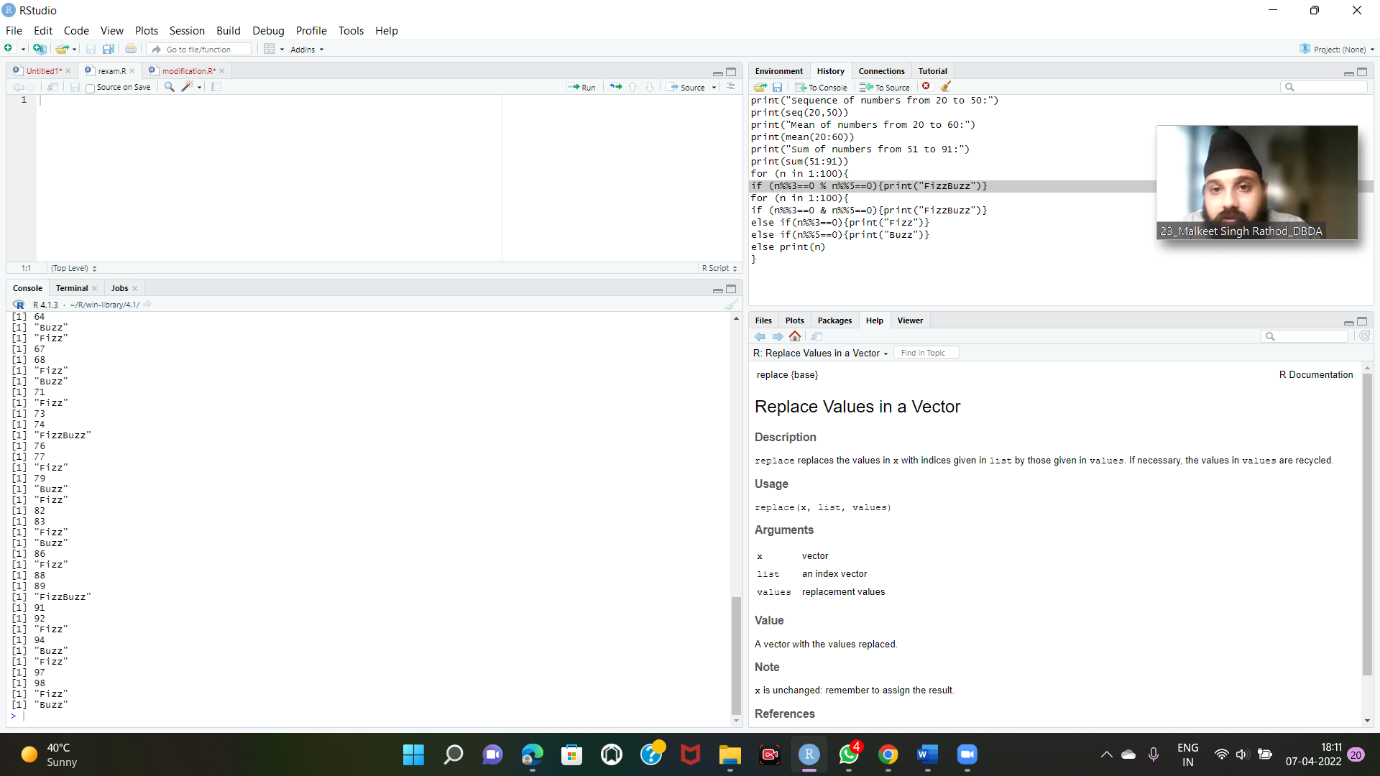 RStudio
File Edit Code View Plots Session Build Debug Profile Tools Help
Go to file/function Addins Project: (None)
Untitled1* rexam.R modification.R*
Source on Save Run Source
1
1:1 (Top Level) R Script
Console Terminal Jobs
R 4.1.3 · ~/R/win-library/4.1/
[1] 64
[1] "Buzz"
[1] "Fizz"
[1] 67
[1] 68
[1] "Fizz"
[1] "Buzz"
[1] 71
[1] "Fizz"
[1] 73
[1] 74
[1] "FizzBuzz"
[1] 76
[1] 77
[1] "Fizz"
[1] 79
[1] "Buzz"
[1] "Fizz"
[1] 82
[1] 83
[1] "Fizz"
[1] "Buzz"
[1] 86
[1] "Fizz"
[1] 88
[1] 89
[1] "FizzBuzz"
[1] 91
[1] 92
[1] "Fizz"
[1] 94
[1] "Buzz"
[1] "Fizz"
[1] 97
[1] 98
[1] "Fizz"
[1] "Buzz"
>
Environment History Connections Tutorial
To Console To Source
print("Sequence of numbers from 20 to 50:")
print(seq(20,50))
print("Mean of numbers from 20 to 60:")
print(mean(20:60))
print("Sum of numbers from 51 to 91:")
print(sum(51:91))
for (n in 1:100){
if (n%%3==0 % n%%5==0){print("FizzBuzz")}
for (n in 1:100){
if (n%%3==0 & n%%5==0){print("FizzBuzz")}
else if(n%%3==0){print("Fizz")}
else if(n%%5==0){print("Buzz")}
else print(n)
}
23_Malkeet Singh Rathod_DBDA
Files Plots Packages Help Viewer
R: Replace Values in a Vector Find in Topic
replace {base} R Documentation
Replace Values in a Vector
Description
replace replaces the values in x with indices given in list by those given in values. If necessary, the values in values are recycled.
Usage
replace(x, list, values)
Arguments
x vector
list an index vector
values replacement values
Value
A vector with the values replaced.
Note
x is unchanged: remember to assign the result.
References
40°C
Sunny
4
ENG
IN
18:11
07-04-2022
20